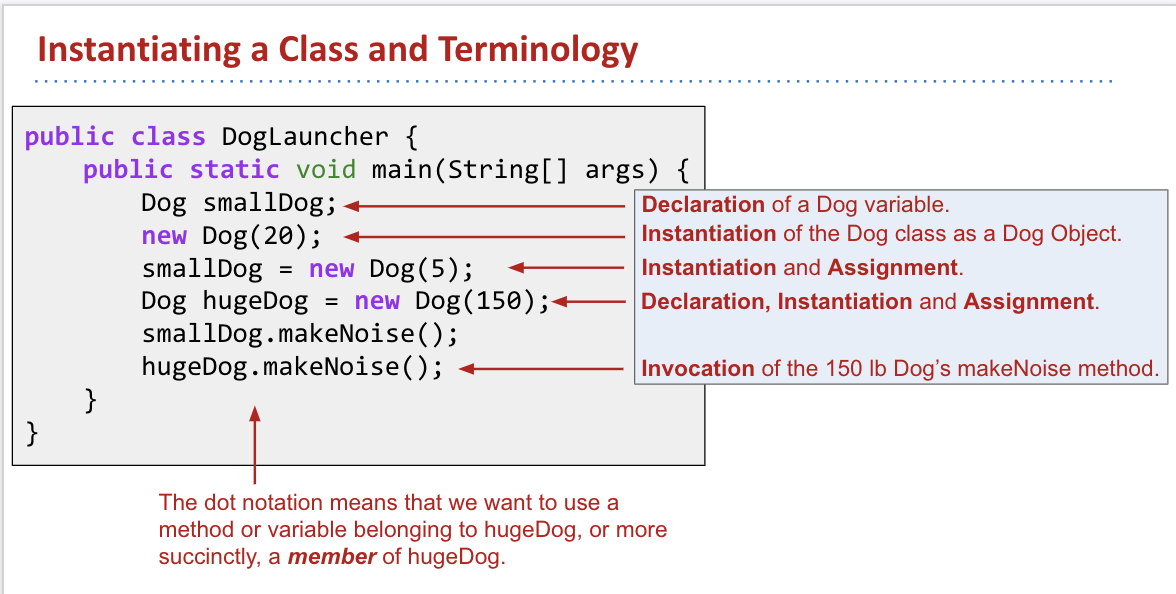 Instantiating a Class and Terminology
public class DogLauncher {
public static void main(String[] args) {
Dog smallDog;
Declaration of a Dog variable.
new Dog(20);
Instantiation of the Dog class as a Dog Object.
smallDog = new Dog(5);
Instantiation and Assignment.
Dog hugeDog = new Dog(150);
Declaration, Instantiation and Assignment.
smallDog.makeNoise();
hugeDog.makeNoise();
Invocation of the 150 lb Dog’s makeNoise method.
}
}
The dot notation means that we want to use a
method or variable belonging to hugeDog, or more
succinctly, a member of hugeDog.